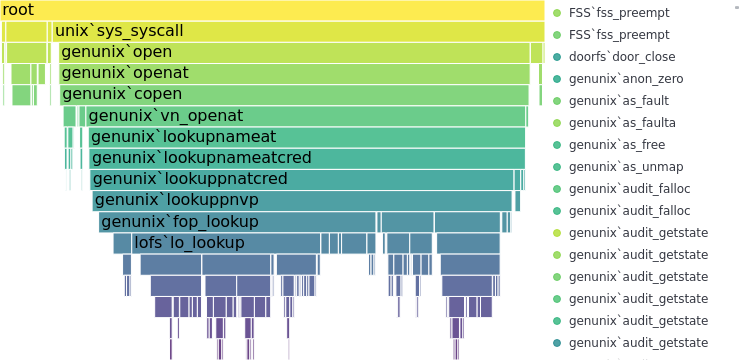 root
unix`sys_syscall
genunix`open
genunix`openat
genunix`copen
genunix`vn_openat
genunix`lookupnameat
genunix`lookupnameatcred
genunix`lookuppnatcred
genunix`lookuppnvp
genunix`fop_lookup
lofs`lo_lookup
FSS`fss_preempt
FSS`fss_preempt
doorfs`door_close
genunix`anon_zero
genunix`as_fault
genunix`as_faulta
genunix`as_free
genunix`as_unmap
genunix`audit_falloc
genunix`audit_falloc
genunix`audit_getstate
genunix`audit_getstate
genunix`audit_getstate
genunix`audit_getstate
genunix`audit_getstate
genunix`audit_getstate